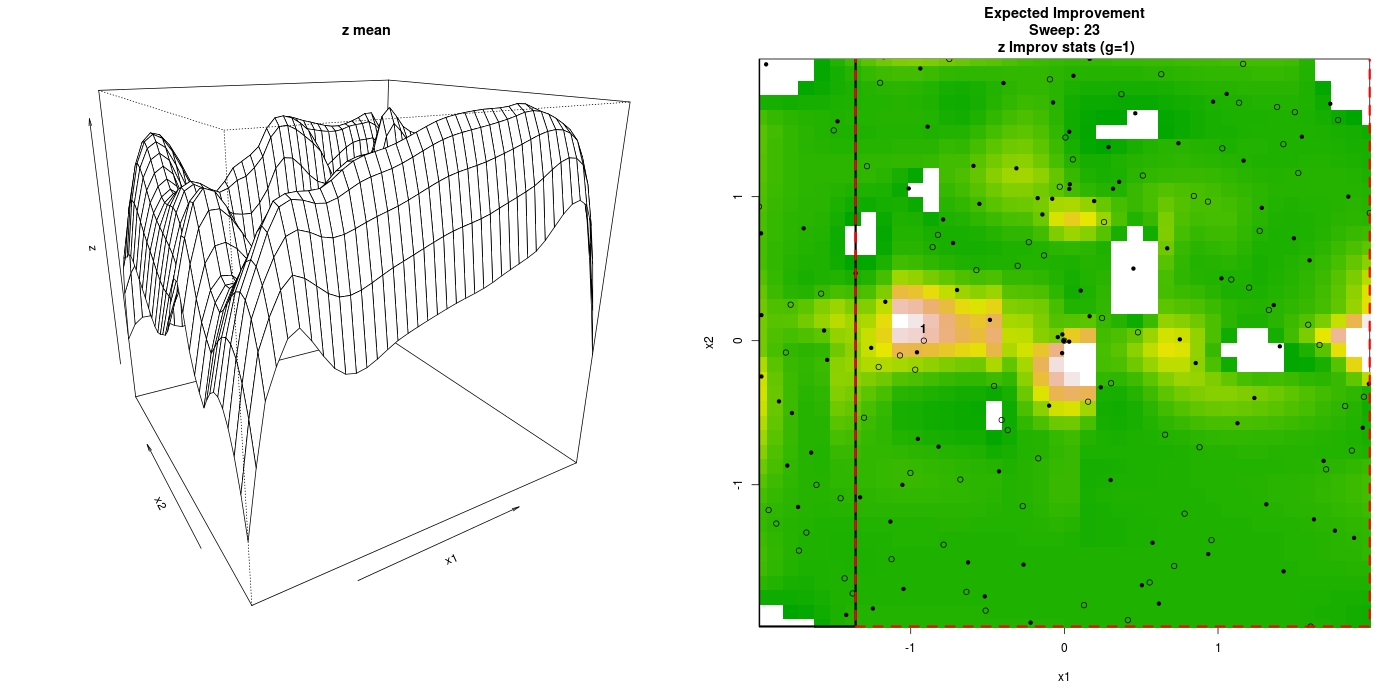 z mean
z
x2
x1
Expected Improvement
Sweep: 23
z Improv stats (g=1)
x2
1
0
-1
1
-1
0
1
x1